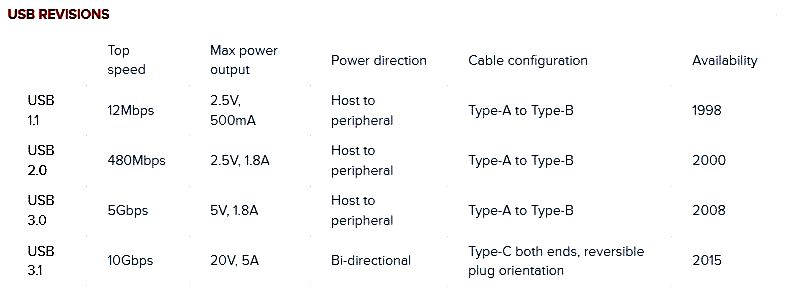 USB REVISIONS
Top speed | Max power output | Power direction | Cable configuration | Availability
USB 1.1 | 12Mbps | 2.5V, 500mA | Host to peripheral | Type-A to Type-B | 1998
USB 2.0 | 480Mbps | 2.5V, 1.8A | Host to peripheral | Type-A to Type-B | 2000
USB 3.0 | 5Gbps | 5V, 1.8A | Host to peripheral | Type-A to Type-B | 2008
USB 3.1 | 10Gbps | 20V, 5A | Bi-directional | Type-C both ends, reversible plug orientation | 2015